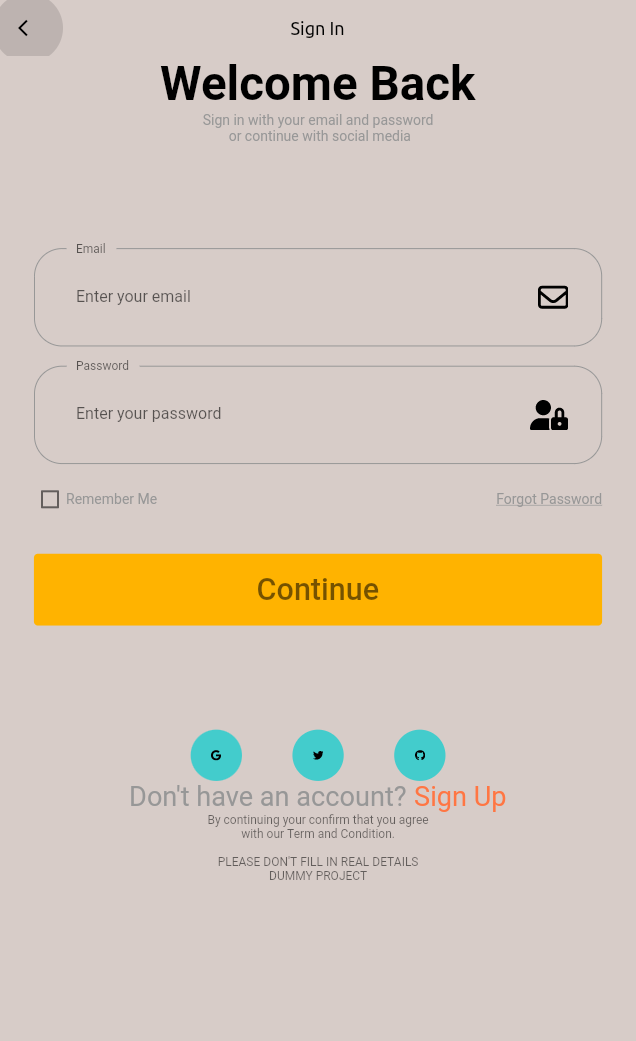 Sign In
Welcome Back
Sign in with your email and password
or continue with social media
Email
Enter your email
Password
Enter your password
Remember Me
Forgot Password
Continue
Don't have an account? Sign Up
By continuing your confirm that you agree
with our Term and Condition.
PLEASE DON'T FILL IN REAL DETAILS
DUMMY PROJECT